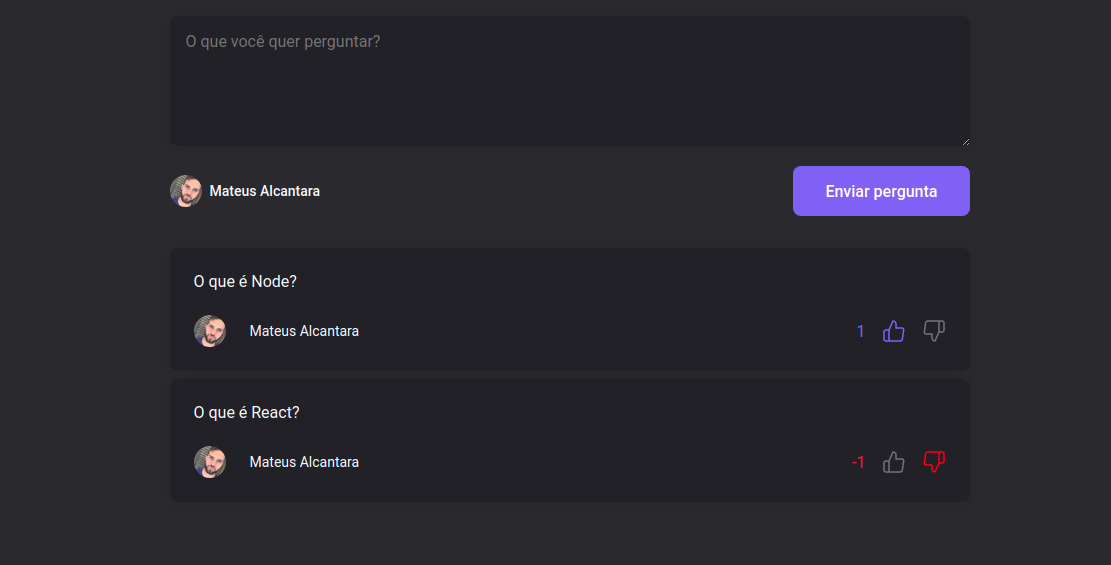 O que você quer perguntar?
Mateus Alcantara
Enviar pergunta
O que é Node?
Mateus Alcantara
1
O que é React?
Mateus Alcantara
-1